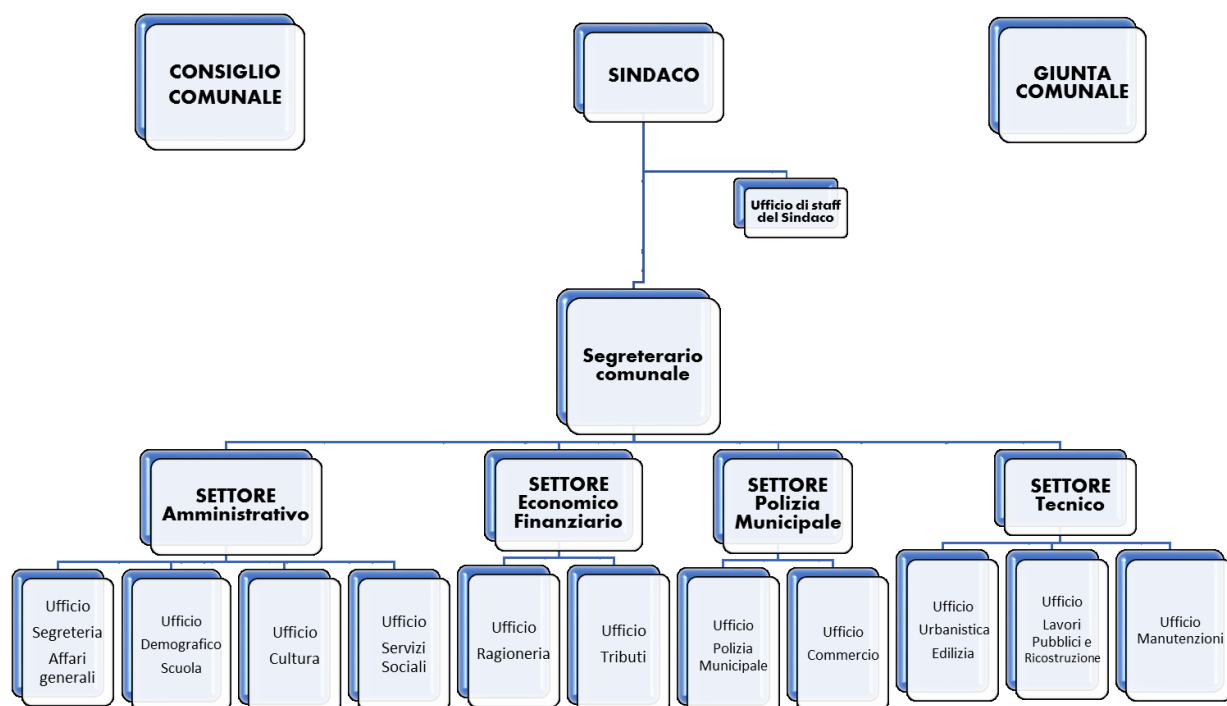 CONSIGLIO
COMUNALE
SINDACO
GIUNTA
COMUNALE
Ufficio di staff
del Sindaco
Segreterario
comunale
SETTORE
Amministrativo
SETTORE
Economico
Finanziario
SETTORE
Polizia
Municipale
SETTORE
Tecnico
Ufficio
Segreteria
Affari
generali
Ufficio
Demografico
Scuola
Ufficio
Cultura
Ufficio
Servizi
Sociali
Ufficio
Ragioneria
Ufficio
Tributi
Ufficio
Polizia
Municipale
Ufficio
Commercio
Ufficio
Urbanistica
Edilizia
Ufficio
Lavori
Pubblici e
Ricostruzione
Ufficio
Manutenzioni